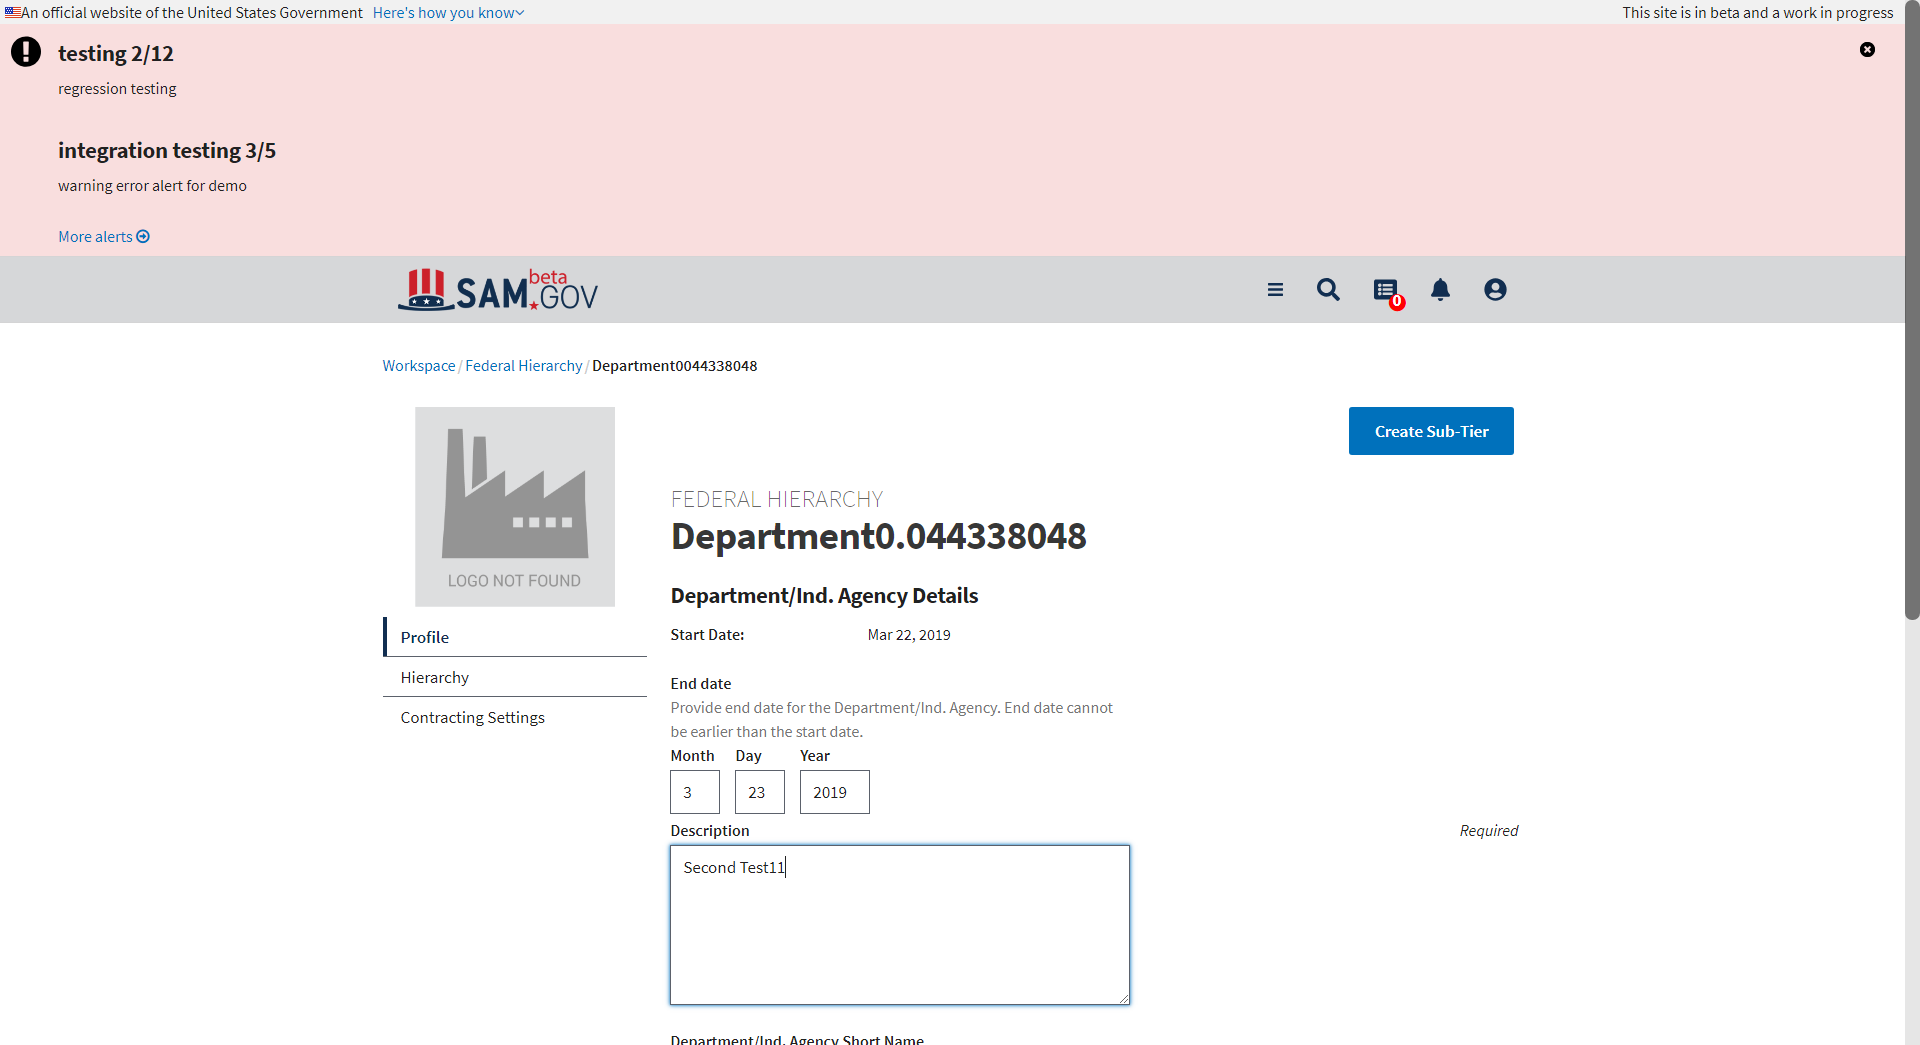 An official website of the United States Government Here's how you know
This site is in beta and a work in progress
testing 2/12
regression testing
integration testing 3/5
warning error alert for demo
More alerts
SAM.GOV beta
0
Workspace / Federal Hierarchy / Department0044338048
LOGO NOT FOUND
Create Sub-Tier
FEDERAL HIERARCHY
Department0.044338048
Profile
Hierarchy
Contracting Settings
Department/Ind. Agency Details
Start Date: Mar 22, 2019
End date
Provide end date for the Department/Ind. Agency. End date cannot
be earlier than the start date.
Month Day Year
3 23 2019
Description Required
Second Test11
Department/Ind. Agency Short Name